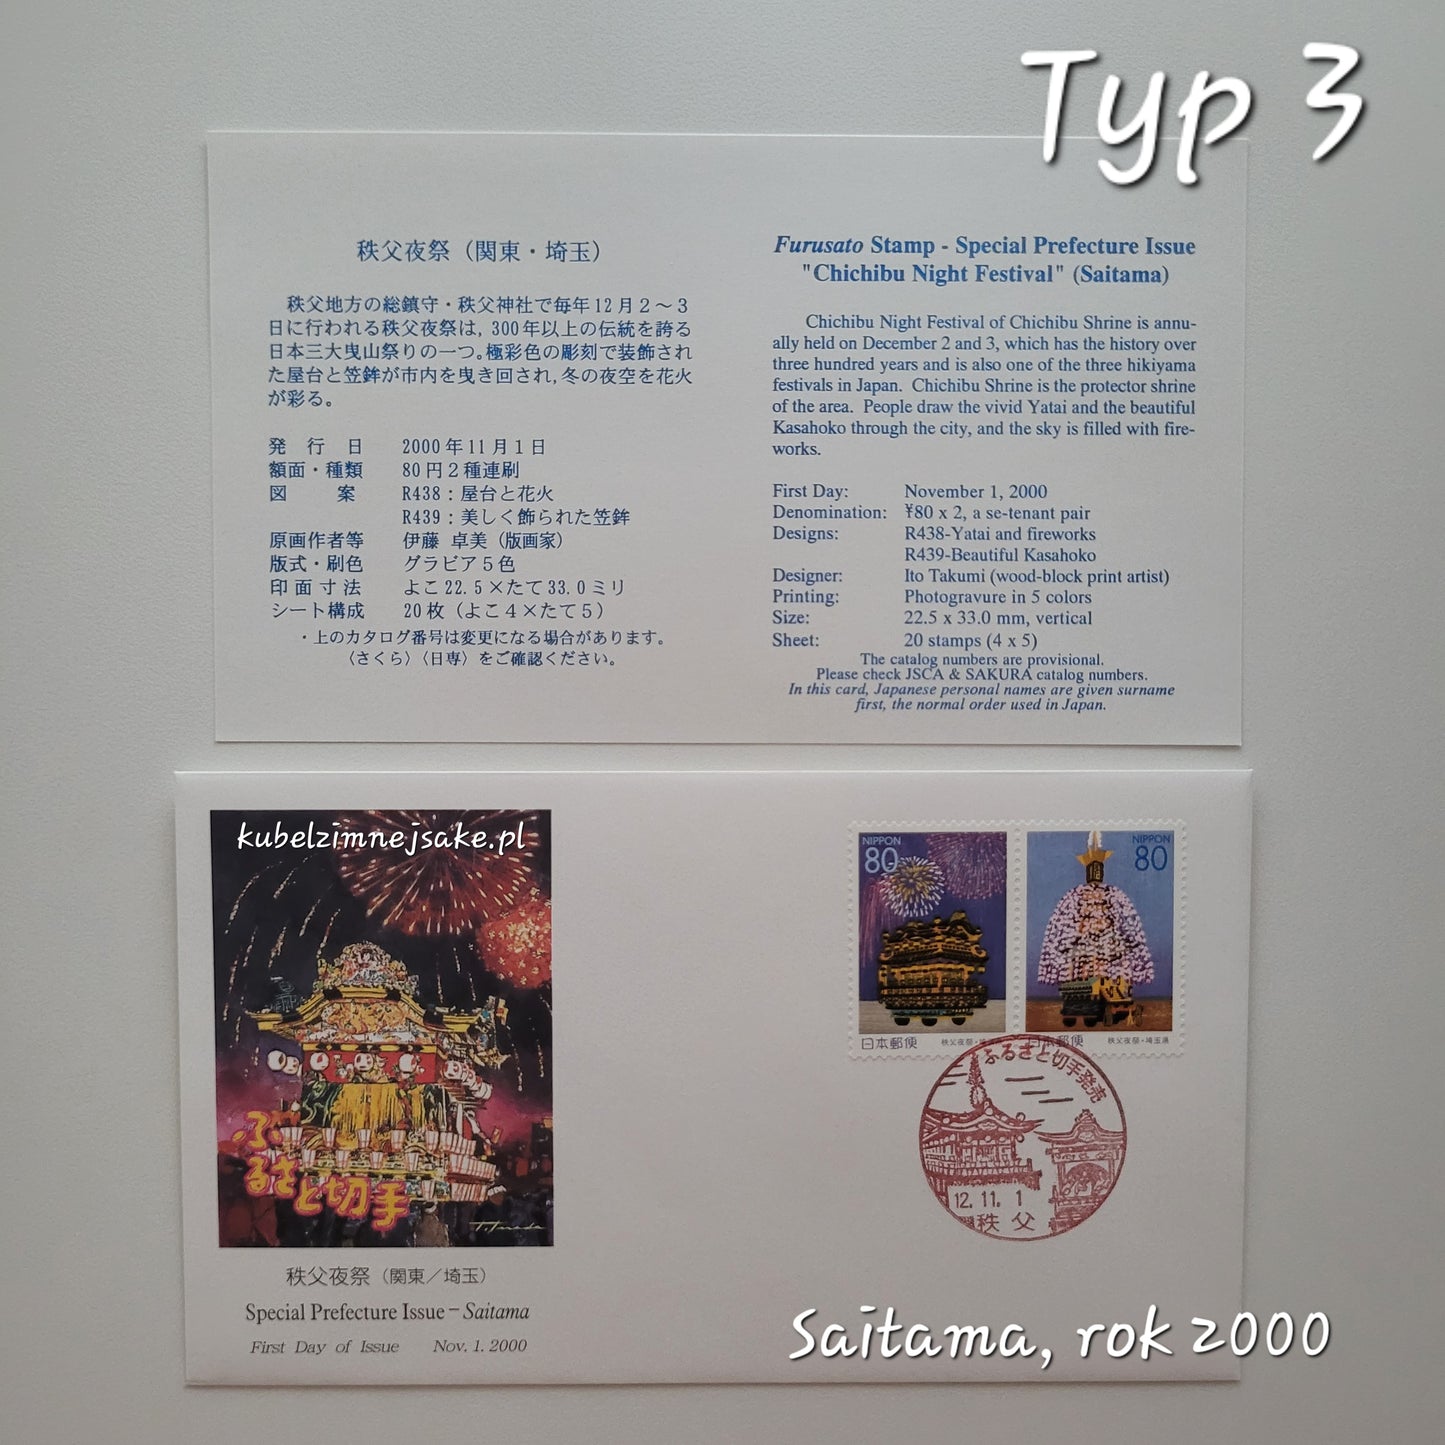 Typ 3
秩父夜祭（関東・埼玉）
秩父地方の総鎮守・秩父神社で毎年12月２～３
日に行われる秩父夜祭は, 300年以上の伝統を誇る
日本三大曳山祭りの一つ。極彩色の彫刻で装飾され
た屋台と笠鉾が市内を曳き回され, 冬の夜空を花火
が彩る。
発行日 2000年11月１日
額面・種類 80円２種連刷
図案 R438：屋台と花火
R439：美しく飾られた笠鉾
原画作者等 伊藤 卓美（版画家）
版式・刷色 グラビア５色
印面寸法 よこ22.5×たて33.0ミリ
シート構成 20枚（よこ４×たて５）
・上のカタログ番号は変更になる場合があります。
〈さくら〉〈日専〉をご確認ください。
Furusato Stamp - Special Prefecture Issue
"Chichibu Night Festival" (Saitama)
Chichibu Night Festival of Chichibu Shrine is annu-
ally held on December 2 and 3, which has the history over
three hundred years and is also one of the three hikiyama
festivals in Japan. Chichibu Shrine is the protector shrine
of the area. People draw the vivid Yatai and the beautiful
Kasahoko through the city, and the sky is filled with fire-
works.
First Day: November 1, 2000
Denomination: ¥80 x 2, a se-tenant pair
Designs: R438-Yatai and fireworks
R439-Beautiful Kasahoko
Designer: Ito Takumi (wood-block print artist)
Printing: Photogravure in 5 colors
Size: 22.5 x 33.0 mm, vertical
Sheet: 20 stamps (4 x 5)
The catalog numbers are provisional.
Please check JSCA & SAKURA catalog numbers.
In this card, Japanese personal names are given surname
first, the normal order used in Japan.
kubelzimnejsake.pl
ふ
るさと切手
秩父夜祭（関東／埼玉）
Special Prefecture Issue – Saitama
First Day of Issue Nov. 1. 2000
NIPPON
80
日本郵便 秩父夜祭・埼玉県
NIPPON
80
日本郵便 秩父夜祭・埼玉県
ふるさと切手発売
12. 11. 1
秩父
Saitama, rok 2000